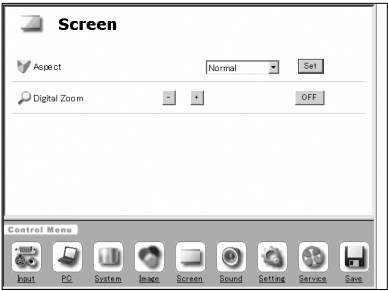 Screen
Aspect Normal Set
Digital Zoom - + OFF
Control Menu
Input PC System Image Screen Sound Setting Service Save